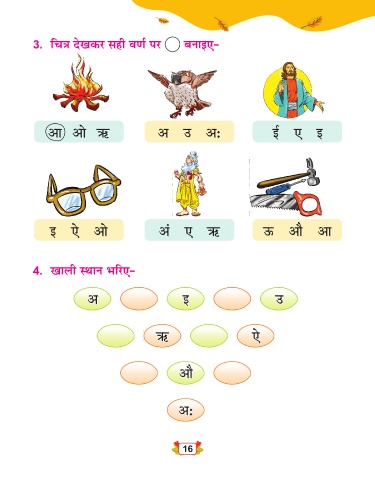 3. चित्र देखकर सही वर्ण पर ◯ बनाइए-
आ ओ ऋ
अ उ अः
ई ए इ
इ ऐ ओ
अं ए ऋ
ऊ औ आ
4. खाली स्थान भरिए-
अ इ उ
ऋ ऐ
औ
अः
16